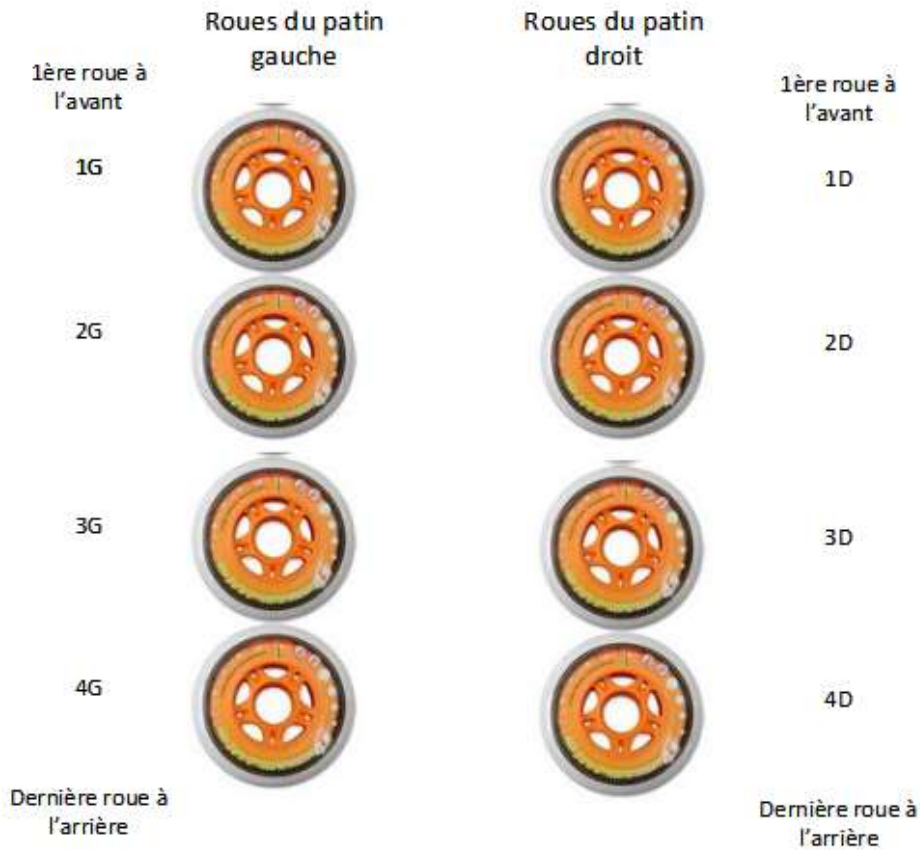 Roues du patin
gauche
Roues du patin
droit
1ère roue à
l'avant
1ère roue à
l'avant
1G
1D
2G
2D
3G
3D
4G
4D
Dernière roue à
l'arrière
Dernière roue à
l'arrière